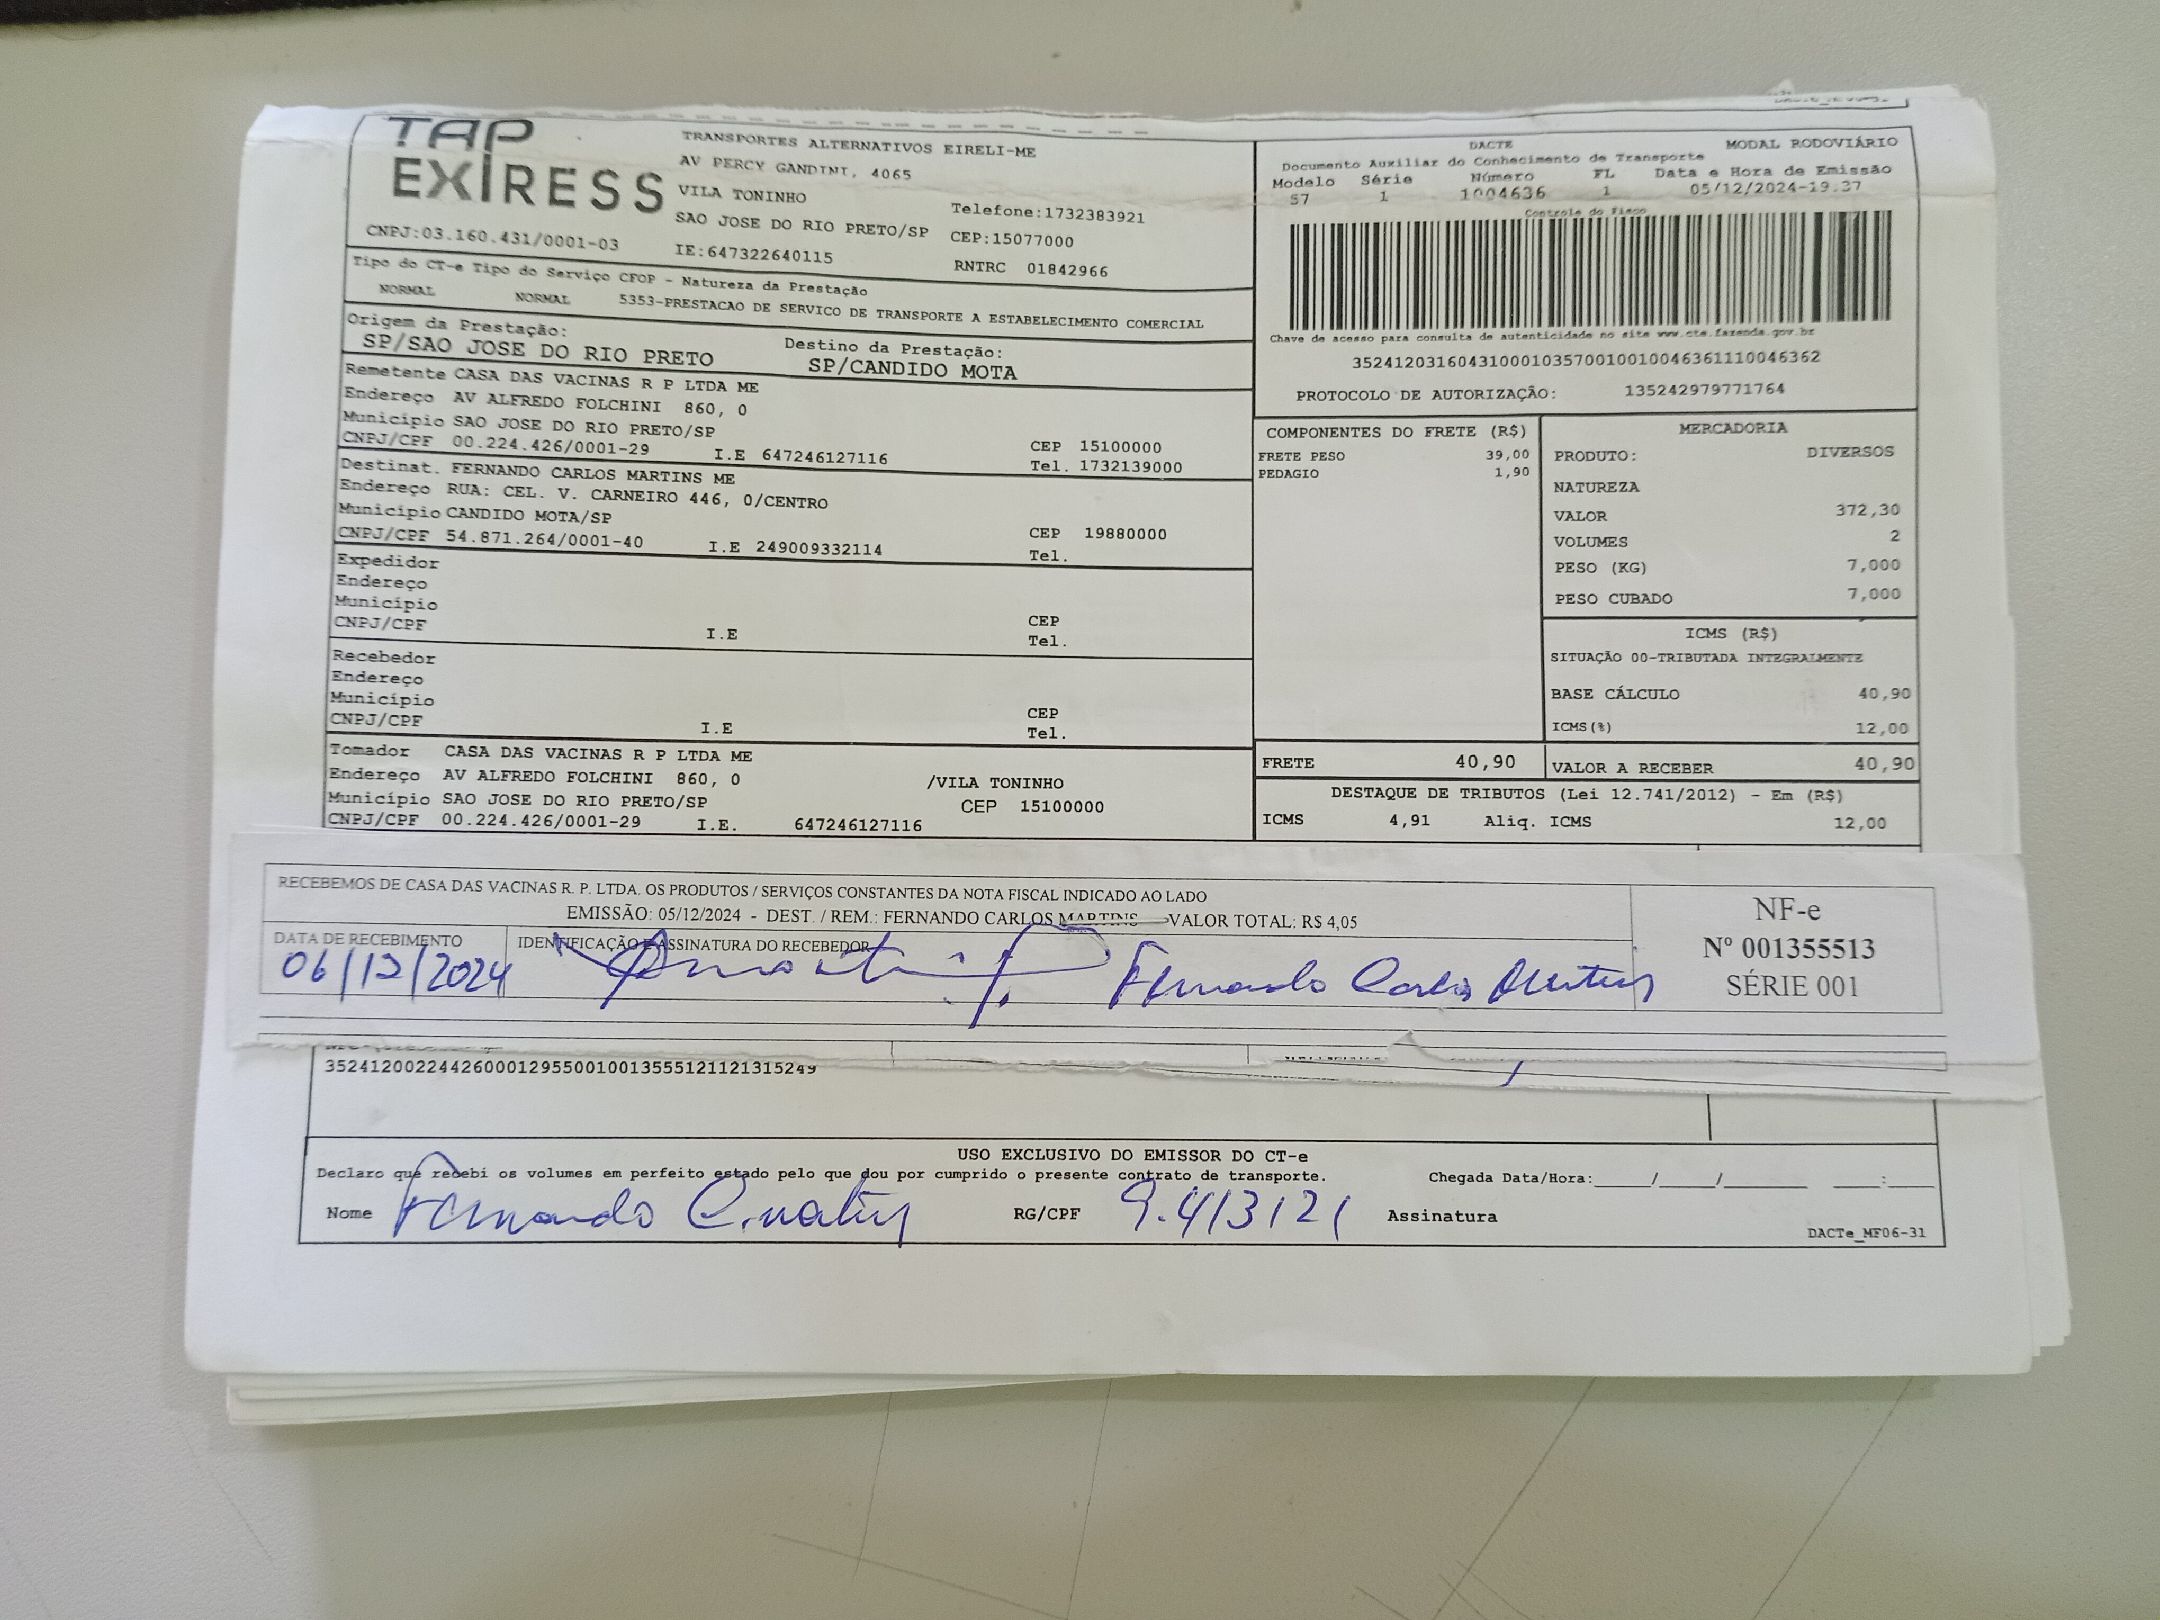 TAP
EXPRESS
CNPJ:03.160.431/0001-03
TRANSPORTES ALTERNATIVOS EIRELI-ME
AV PERCY GANDINI, 4065
VILA TONINHO
SAO JOSE DO RIO PRETO/SP
IE:647322640115
Telefone:1732383921
CEP:15077000
RNTRC 01842966
DACTE
MODAL RODOVIÁRIO
Documento Auxiliar do Conhecimento de Transporte
Modelo Série Número FL Data e Hora de Emissão
57 1 1004636 1 05/12/2024-19.37
Controle do Fisco
Chave de acesso para consulta de autenticidade no site www.cte.fazenda.gov.br
35241203160431000103570010010046361110046362
PROTOCOLO DE AUTORIZAÇÃO: 135242979771764
Tipo do CT-e Tipo do Serviço CFOP - Natureza da Prestação
NORMAL NORMAL 5353-PRESTACAO DE SERVICO DE TRANSPORTE A ESTABELECIMENTO COMERCIAL
Origem da Prestação: Destino da Prestação:
SP/SAO JOSE DO RIO PRETO SP/CANDIDO MOTA
Remetente CASA DAS VACINAS R P LTDA ME
Endereço AV ALFREDO FOLCHINI 860, 0
Município SAO JOSE DO RIO PRETO/SP CEP 15100000
CNPJ/CPF 00.224.426/0001-29 I.E 647246127116 Tel. 1732139000
Destinat. FERNANDO CARLOS MARTINS ME
Endereço RUA: CEL. V. CARNEIRO 446, 0/CENTRO
Município CANDIDO MOTA/SP CEP 19880000
CNPJ/CPF 54.871.264/0001-40 I.E 249009332114 Tel.
Expedidor
Endereço
Município CEP
CNPJ/CPF I.E Tel.
Recebedor
Endereço
Município CEP
CNPJ/CPF I.E Tel.
Tomador CASA DAS VACINAS R P LTDA ME
Endereço AV ALFREDO FOLCHINI 860, 0 /VILA TONINHO
Município SAO JOSE DO RIO PRETO/SP CEP 15100000
CNPJ/CPF 00.224.426/0001-29 I.E. 647246127116
COMPONENTES DO FRETE (R$)
FRETE PESO 39,00
PEDAGIO 1,90
MERCADORIA
PRODUTO: DIVERSOS
NATUREZA
VALOR 372,30
VOLUMES 2
PESO (KG) 7,000
PESO CUBADO 7,000
ICMS (R$)
SITUAÇÃO 00-TRIBUTADA INTEGRALMENTE
BASE CÁLCULO 40,90
ICMS(%) 12,00
FRETE 40,90 VALOR A RECEBER 40,90
DESTAQUE DE TRIBUTOS (Lei 12.741/2012) - Em (R$)
ICMS 4,91 Aliq. ICMS 12,00
RECEBEMOS DE CASA DAS VACINAS R. P. LTDA. OS PRODUTOS / SERVIÇOS CONSTANTES DA NOTA FISCAL INDICADO AO LADO
EMISSÃO: 05/12/2024 - DEST. / REM.: FERNANDO CARLOS MARTINS VALOR TOTAL: R$ 4,05
DATA DE RECEBIMENTO IDENTIFICAÇÃO E ASSINATURA DO RECEBEDOR
06/12/2024 Fernando Carlos Martins
NF-e
Nº 001355513
SÉRIE 001
35241200224426000129550010013555121121315249
USO EXCLUSIVO DO EMISSOR DO CT-e
Declaro que recebi os volumes em perfeito estado pelo que dou por cumprido o presente contrato de transporte. Chegada Data/Hora:____/____/______ ____:____
Nome Fernando C. Martins RG/CPF 9.413121 Assinatura
DACTe_MF06-31